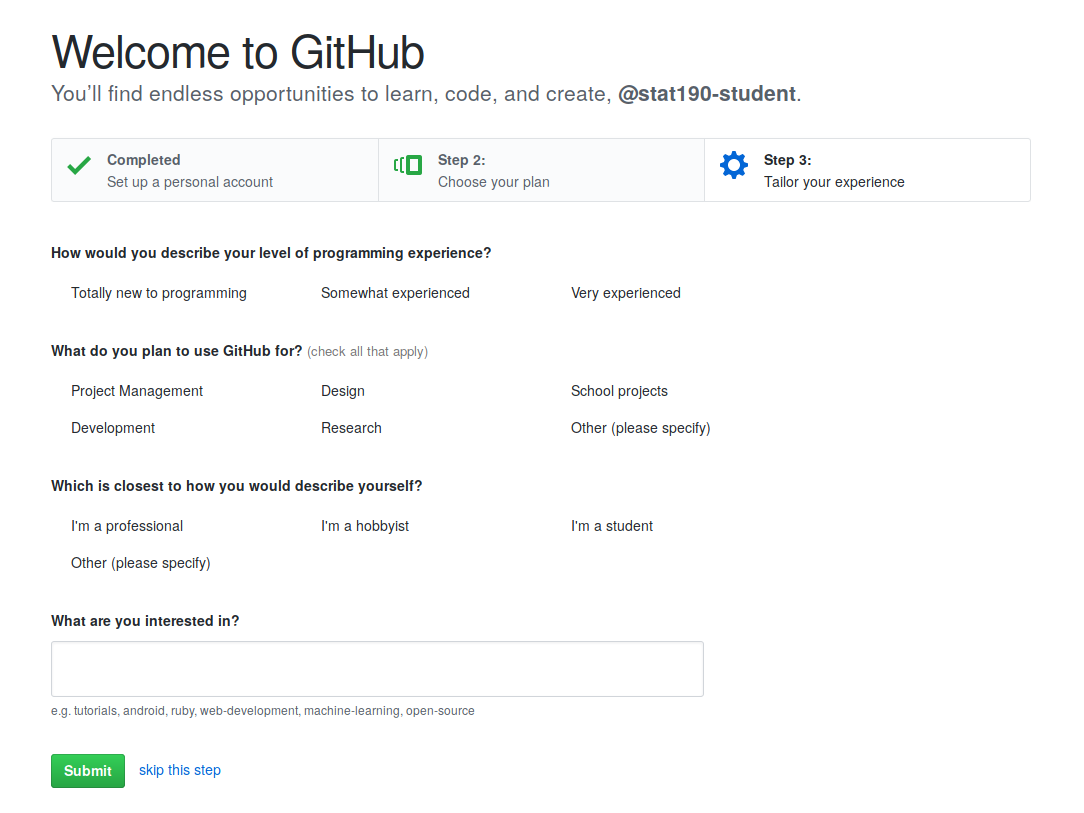 Welcome to GitHub
You’ll find endless opportunities to learn, code, and create, @stat190-student.
Completed
Set up a personal account
Step 2:
Choose your plan
Step 3:
Tailor your experience
How would you describe your level of programming experience?
Totally new to programming
Somewhat experienced
Very experienced
What do you plan to use GitHub for? (check all that apply)
Project Management
Design
School projects
Development
Research
Other (please specify)
Which is closest to how you would describe yourself?
I'm a professional
I'm a hobbyist
I'm a student
Other (please specify)
What are you interested in?
e.g. tutorials, android, ruby, web-development, machine-learning, open-source
Submit
skip this step